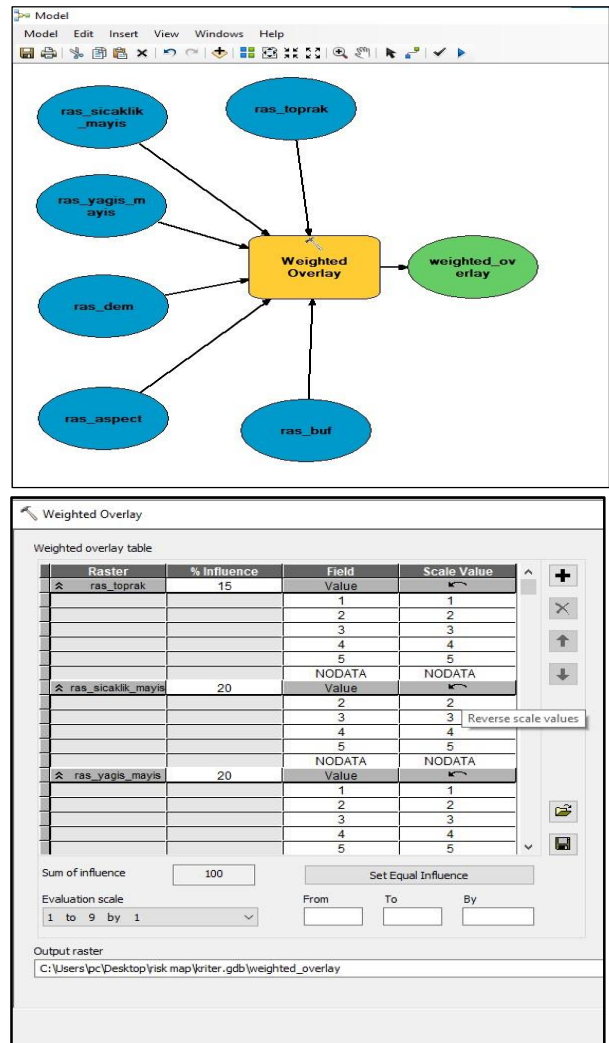 Model
Model Edit Insert View Windows Help
ras_sicaklik
_mayis
ras_toprak
ras_yagis_m
ayis
Weighted
Overlay
weighted_ov
erlay
ras_dem
ras_aspect
ras_buf
Weighted Overlay
Weighted overlay table
Raster % Influence Field Scale Value
ras_toprak 15 Value
1 1
2 2
3 3
4 4
5 5
NODATA NODATA
ras_sicaklik_mayis 20 Value
2 2
3 3 Reverse scale values
4 4
5 5
NODATA NODATA
ras_yagis_mayis 20 Value
1 1
2 2
3 3
4 4
5 5
Sum of influence 100 Set Equal Influence
Evaluation scale From To By
1 to 9 by 1
Output raster
C:\Users\pc\Desktop\risk map\kriter.gdb\weighted_overlay